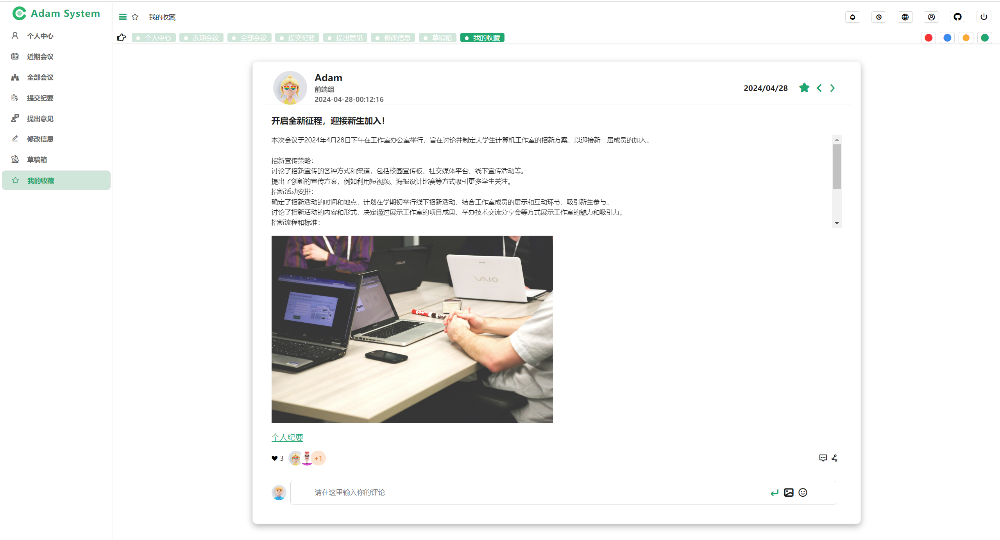 Adam System
个人中心
近期会议
全部会议
提交纪要
提出意见
修改信息
草稿箱
我的收藏
我的收藏
个人中心 近期会议 全部会议 提交纪要 提出意见 修改信息 草稿箱 我的收藏
Adam
前端组
2024-04-28-00:12:16
2024/04/28
开启全新征程，迎接新生加入！
本次会议于2024年4月28日下午在工作室办公室举行，旨在讨论并制定大学生计算机工作室的招新方案，以迎接新一届成员的加入。
招新宣传策略：
讨论了招新宣传的各种方式和渠道，包括校园宣传板、社交媒体平台、线下宣传活动等。
提出了创新的宣传方案，例如利用短视频、海报设计比赛等方式吸引更多学生关注。
招新活动安排：
确定了招新活动的时间和地点，计划在学期初举行线下招新活动，结合工作室成员的展示和互动环节，吸引新生参与。
讨论了招新活动的内容和形式，决定通过展示工作室的项目成果、举办技术交流分享会等方式展示工作室的魅力和吸引力。
招新流程和标准：
ASUS
SONY
VAIO
Tips & Tricks Newsletter
个人纪要
3
+1
请在这里输入你的评论